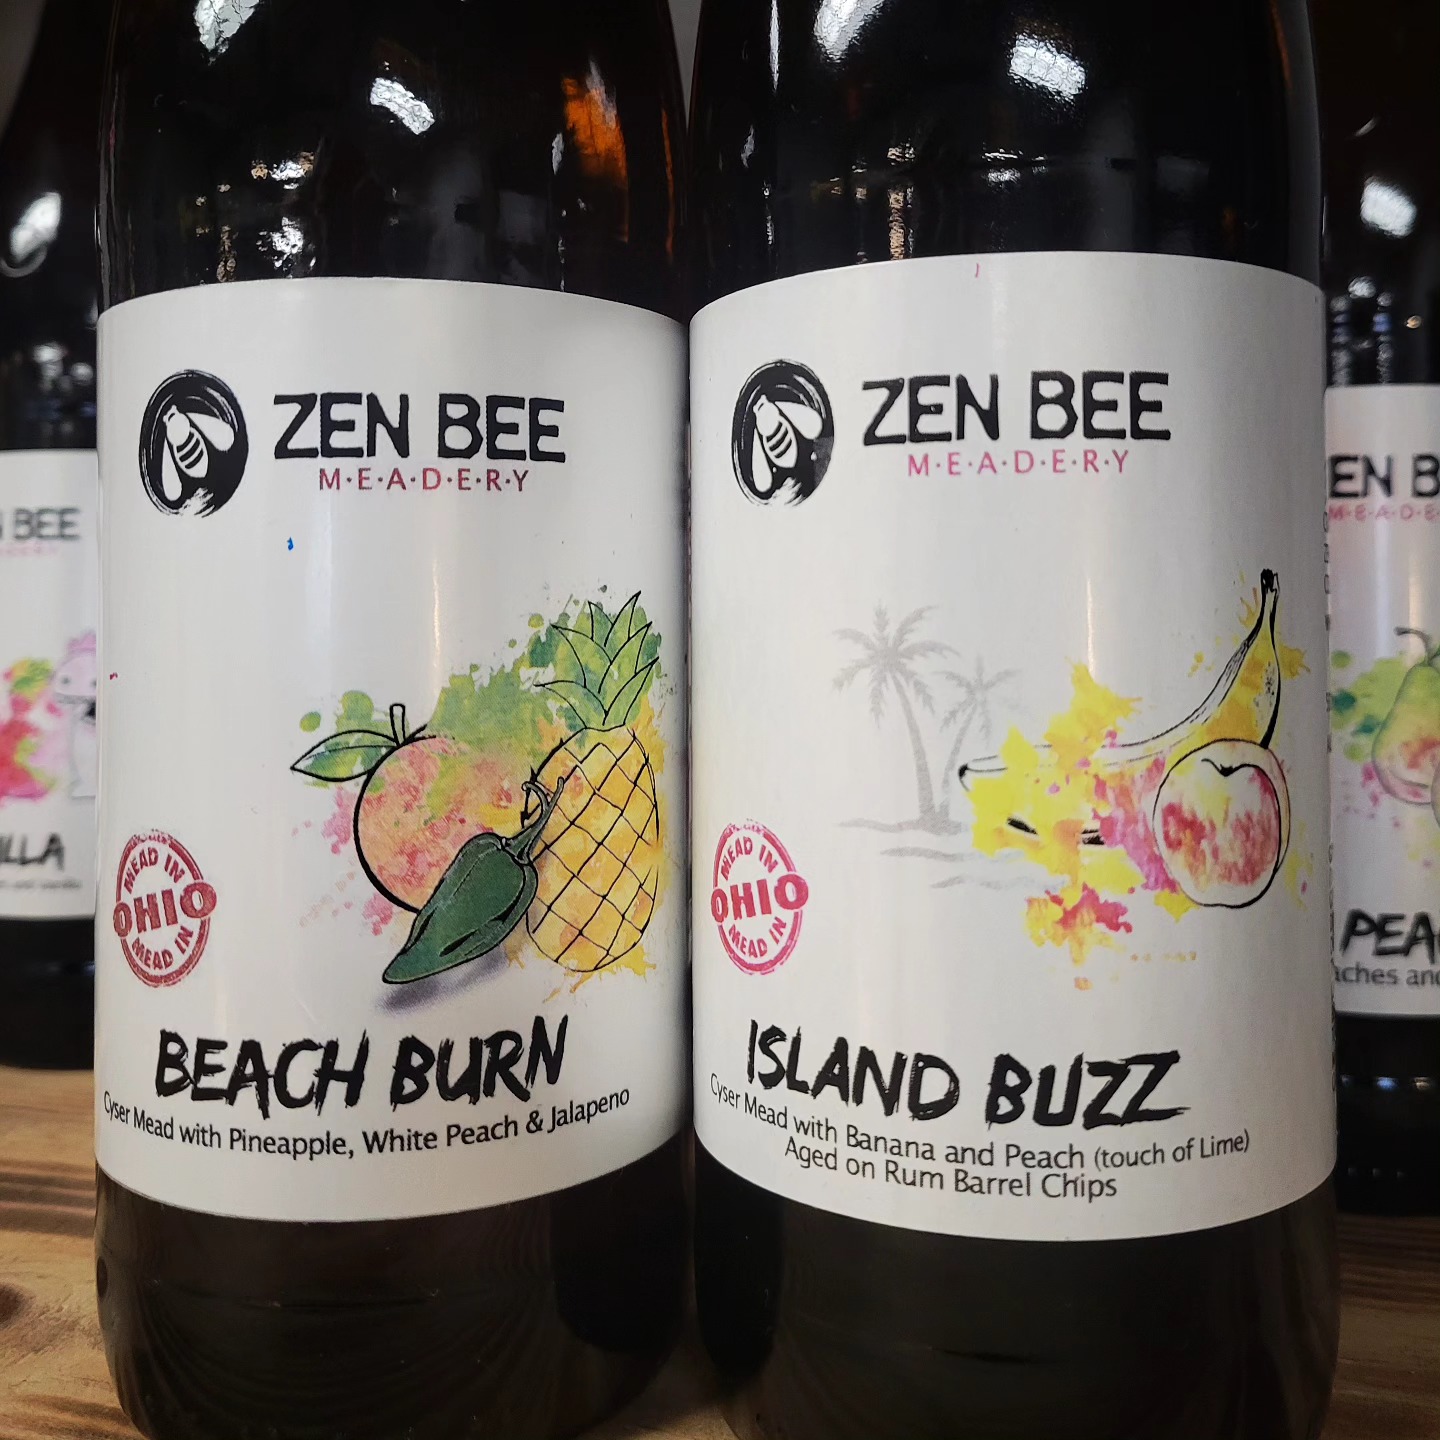 ZEN BEE
M·E·A·D·E·R·Y
MEAD IN
OHIO
MEAD IN
BEACH BURN
Cyser Mead with Pineapple, White Peach & Jalapeno
ZEN BEE
M·E·A·D·E·R·Y
MEAD IN
OHIO
MEAD IN
ISLAND BUZZ
Cyser Mead with Banana and Peach (touch of Lime)
Aged on Rum Barrel Chips
BEE